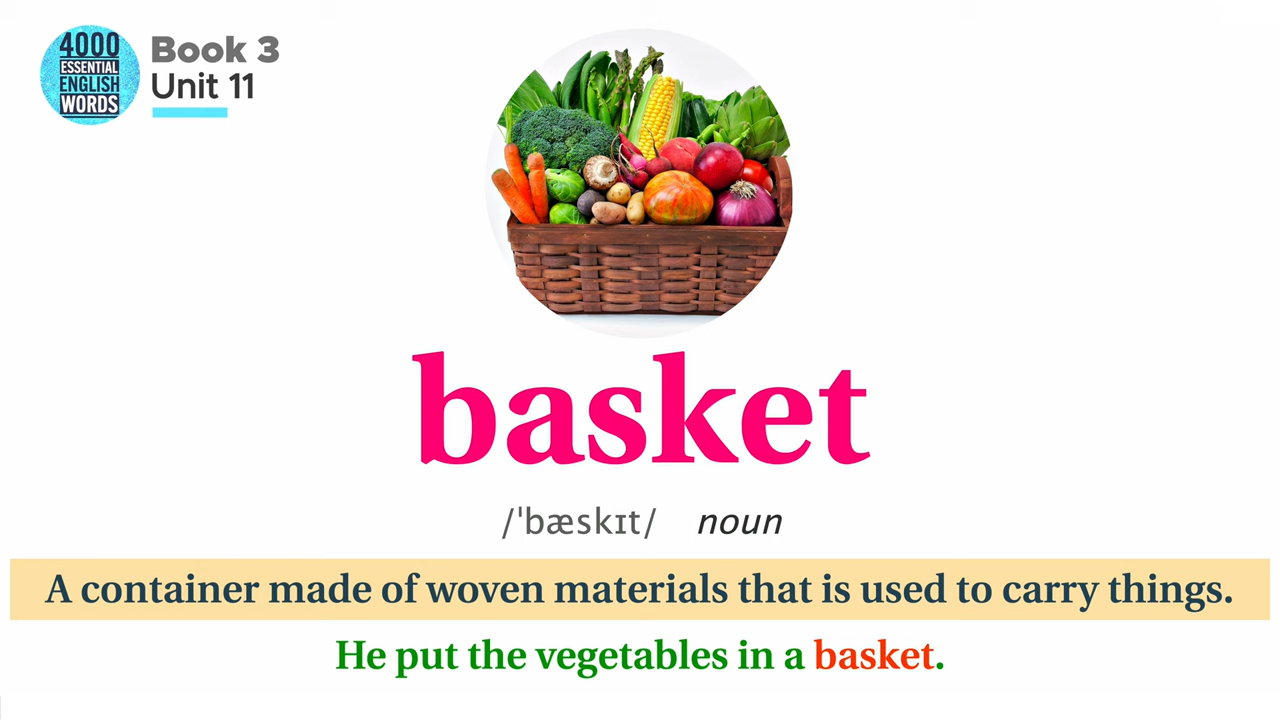 4000
ESSENTIAL
ENGLISH
WORDS
Book 3
Unit 11
basket
/ˈbæskɪt/ noun
A container made of woven materials that is used to carry things.
He put the vegetables in a basket.